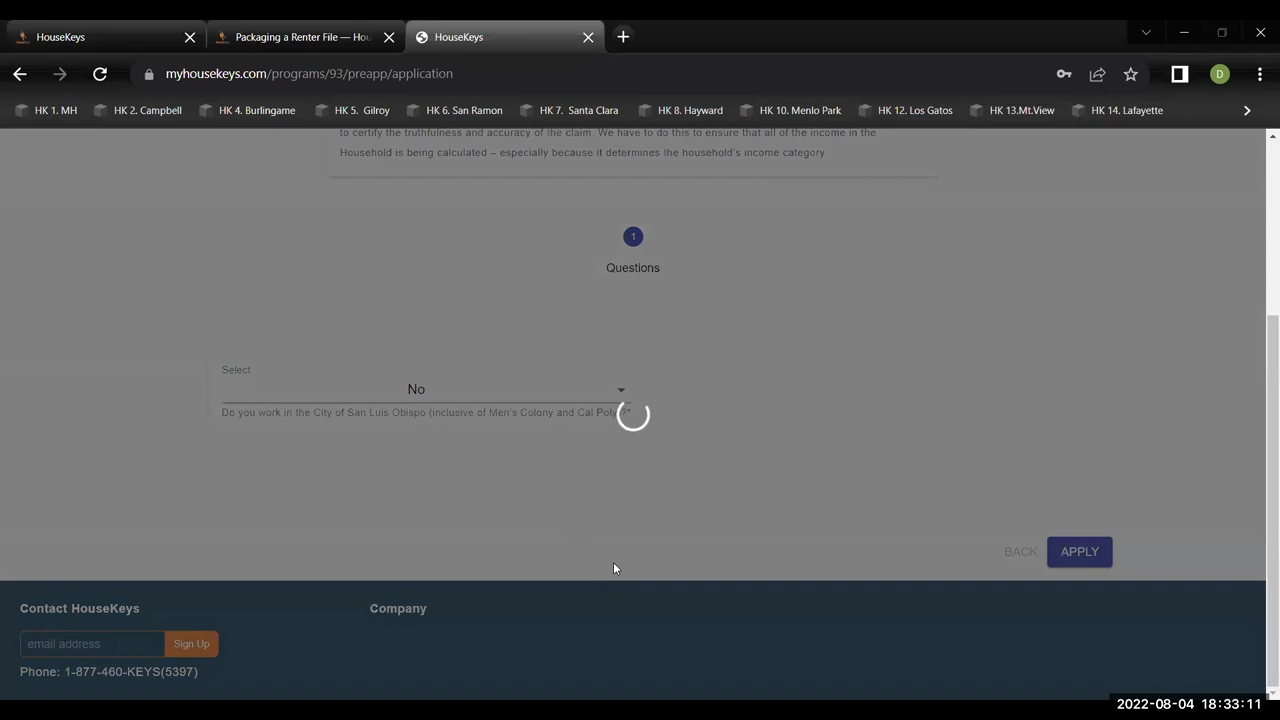 HouseKeys
Packaging a Renter File — Hou
HouseKeys
myhousekeys.com/programs/93/preapp/application
D
HK 1. MH
HK 2. Campbell
HK 4. Burlingame
HK 5. Gilroy
HK 6. San Ramon
HK 7. Santa Clara
HK 8. Hayward
HK 10. Menlo Park
HK 12. Los Gatos
HK 13.Mt.View
HK 14. Lafayette
to certify the truthfulness and accuracy of the claim. We have to do this to ensure that all of the income in the
Household is being calculated – especially because it determines the household's income category
1
Questions
Select
No
Do you work in the City of San Luis Obispo (inclusive of Men's Colony and Cal Poly)?*
BACK
APPLY
Contact HouseKeys
Company
email address
Sign Up
Phone: 1-877-460-KEYS(5397)
2022-08-04 18:33:11